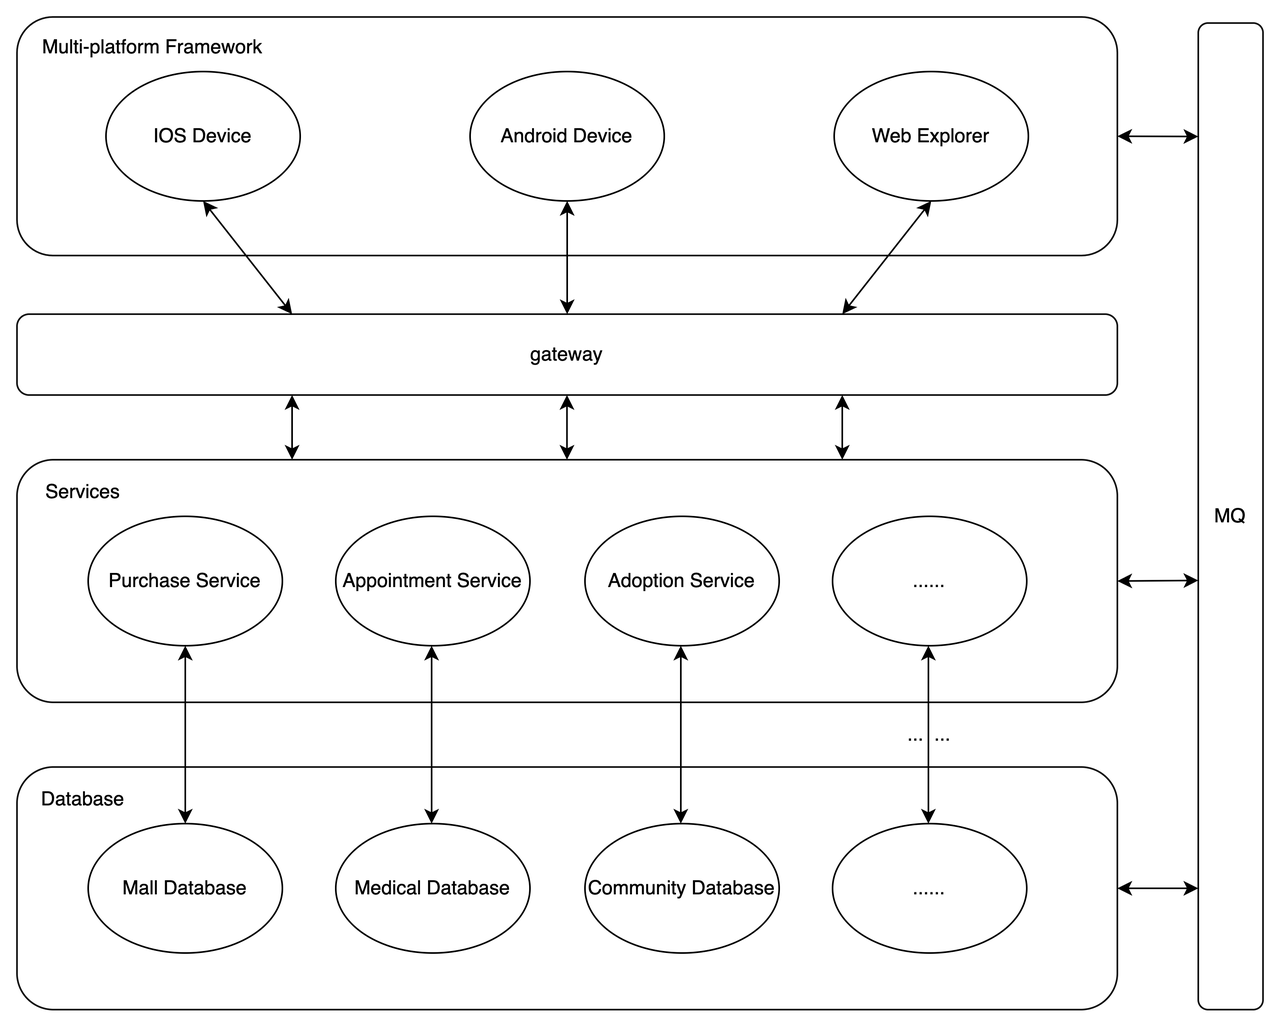 Multi-platform Framework
IOS Device
Android Device
Web Explorer
gateway
Services
Purchase Service
Appointment Service
Adoption Service
......
MQ
... ...
Database
Mall Database
Medical Database
Community Database
......